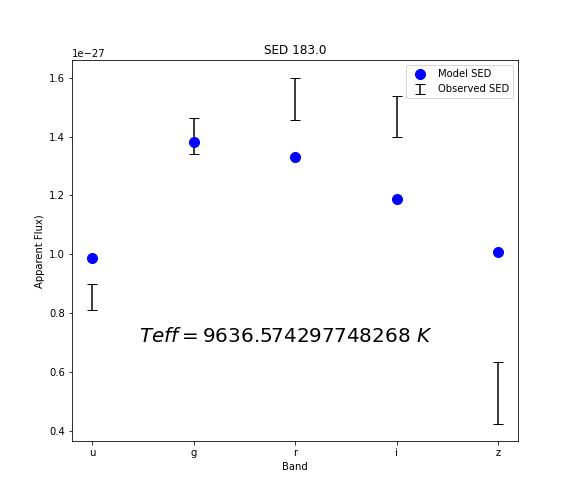 SED 183.0
1e−27
Model SED
Observed SED
1.6
1.4
1.2
1.0
0.8
0.6
0.4
Apparent Flux)
Teff = 9636.574297748268 K
u g r i z
Band